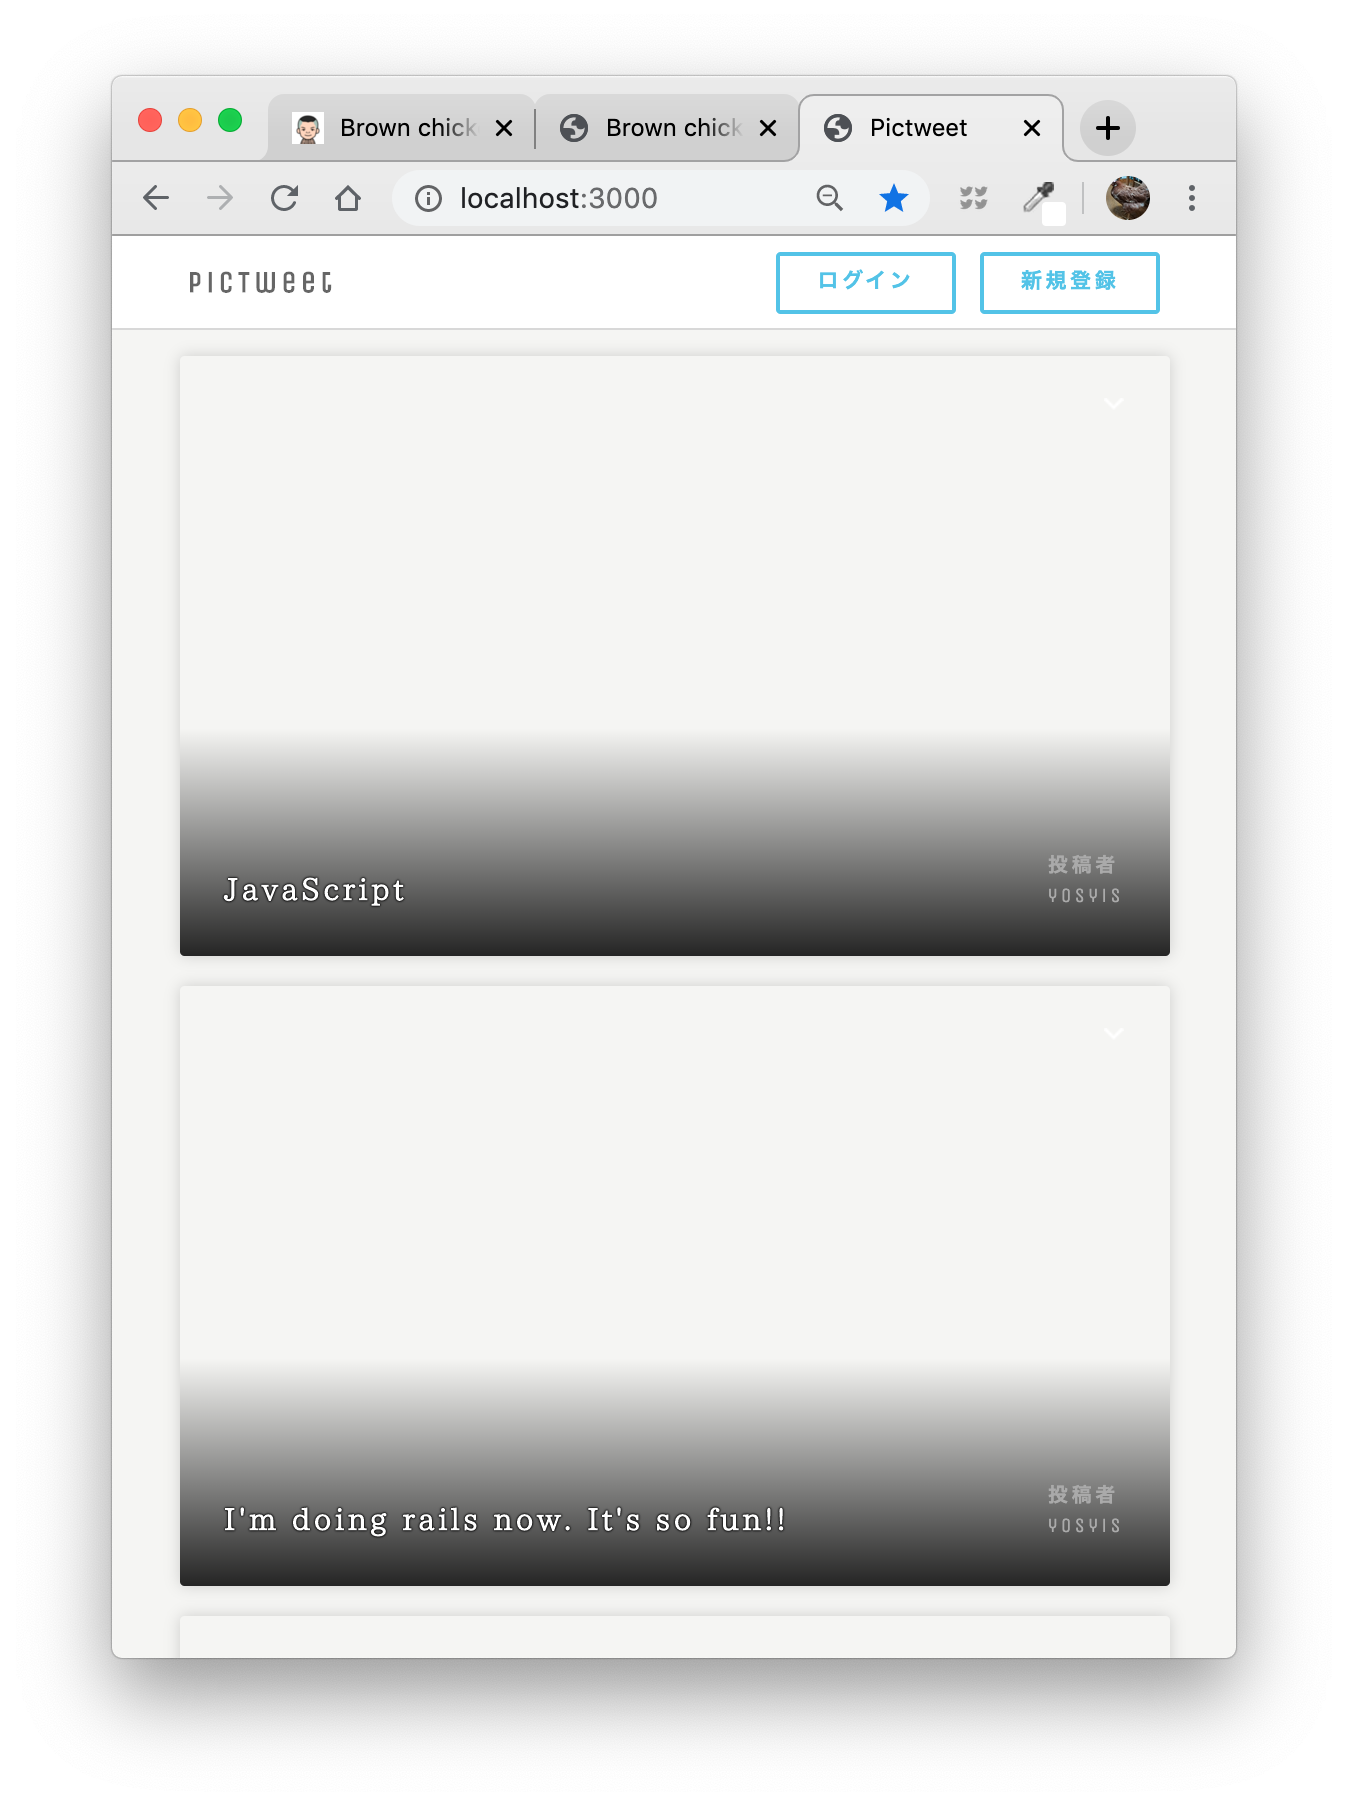 Brown chick
Brown chick
Pictweet
localhost:3000
PICTWEET
ログイン
新規登録
JavaScript
投稿者
YOSYIS
I'm doing rails now. It's so fun!!
投稿者
YOSYIS